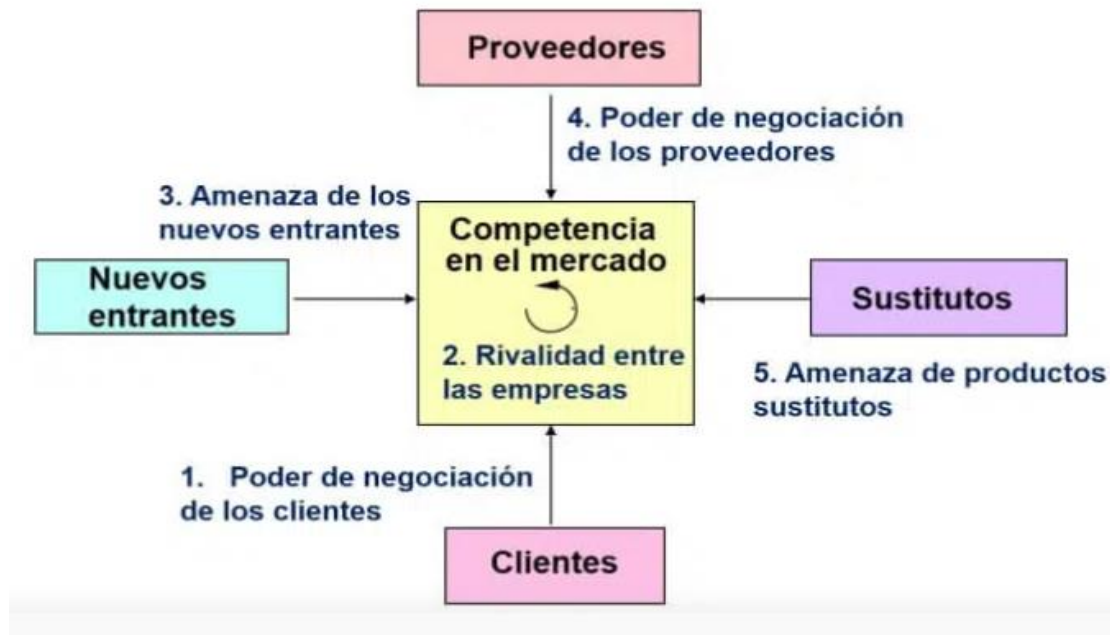 Proveedores
4. Poder de negociación
de los proveedores
3. Amenaza de los
nuevos entrantes
Competencia
en el mercado
Nuevos
entrantes
Sustitutos
2. Rivalidad entre
las empresas
5. Amenaza de productos
sustitutos
1. Poder de negociación
de los clientes
Clientes